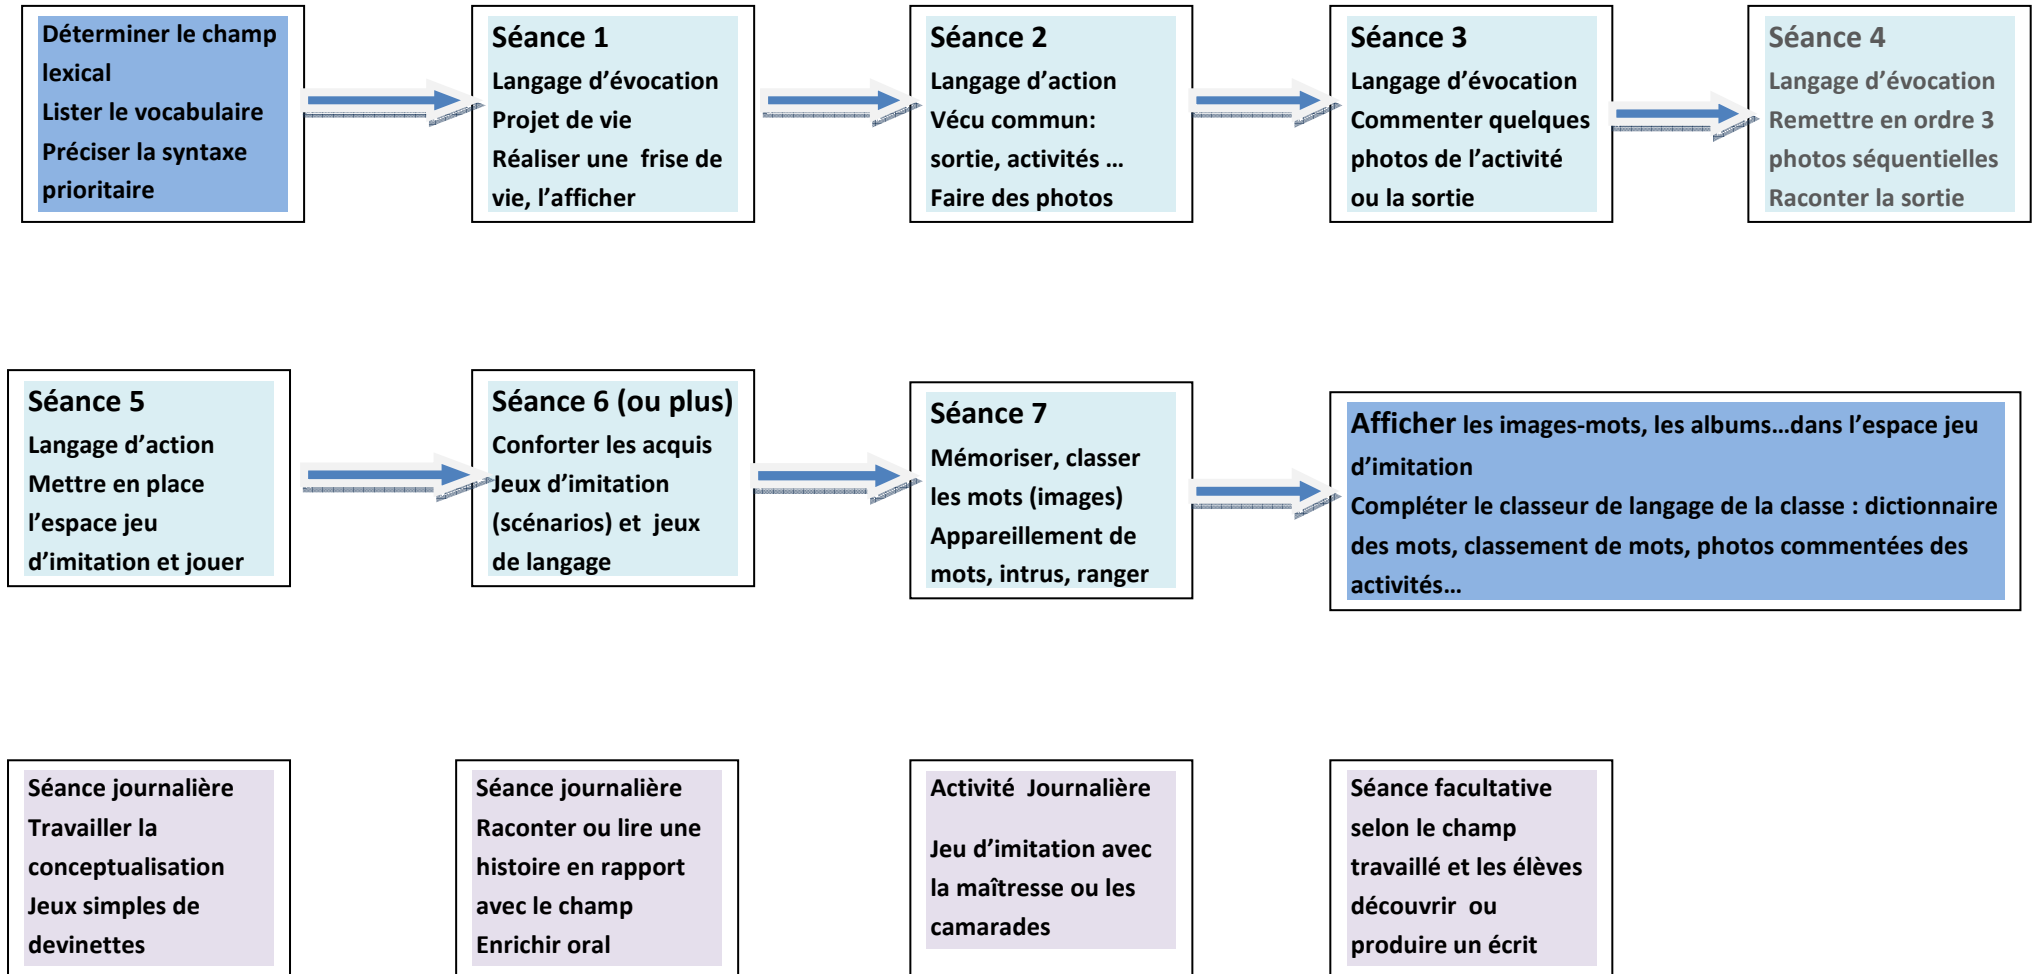 Déterminer le champ
lexical
Lister le vocabulaire
Préciser la syntaxe
prioritaire
Séance 1
Langage d’évocation
Projet de vie
Réaliser une  frise de
vie, l’afficher
Séance 2
Langage d’action
Vécu commun:
sortie, activités …
Faire des photos
Séance 3
Langage d’évocation
Commenter quelques
photos de l’activité
ou la sortie
Séance 4
Langage d’évocation
Remettre en ordre 3
photos séquentielles
Raconter la sortie
Séance 5
Langage d’action
Mettre en place
l’espace jeu
d’imitation et jouer
Séance 6 (ou plus)
Conforter les acquis
Jeux d’imitation
(scénarios) et  jeux
de langage
Séance 7
Mémoriser, classer
les mots (images)
Appareillement de
mots, intrus, ranger
Afficher les images-mots, les albums…dans l’espace jeu
d’imitation
Compléter le classeur de langage de la classe : dictionnaire
des mots, classement de mots, photos commentées des
activités…
Séance journalière
Travailler la
conceptualisation
Jeux simples de
devinettes
Séance journalière
Raconter ou lire une
histoire en rapport
avec le champ
Enrichir oral
Activité  Journalière
Jeu d’imitation avec
la maîtresse ou les
camarades
Séance facultative
selon le champ
travaillé et les élèves
découvrir  ou
produire un écrit